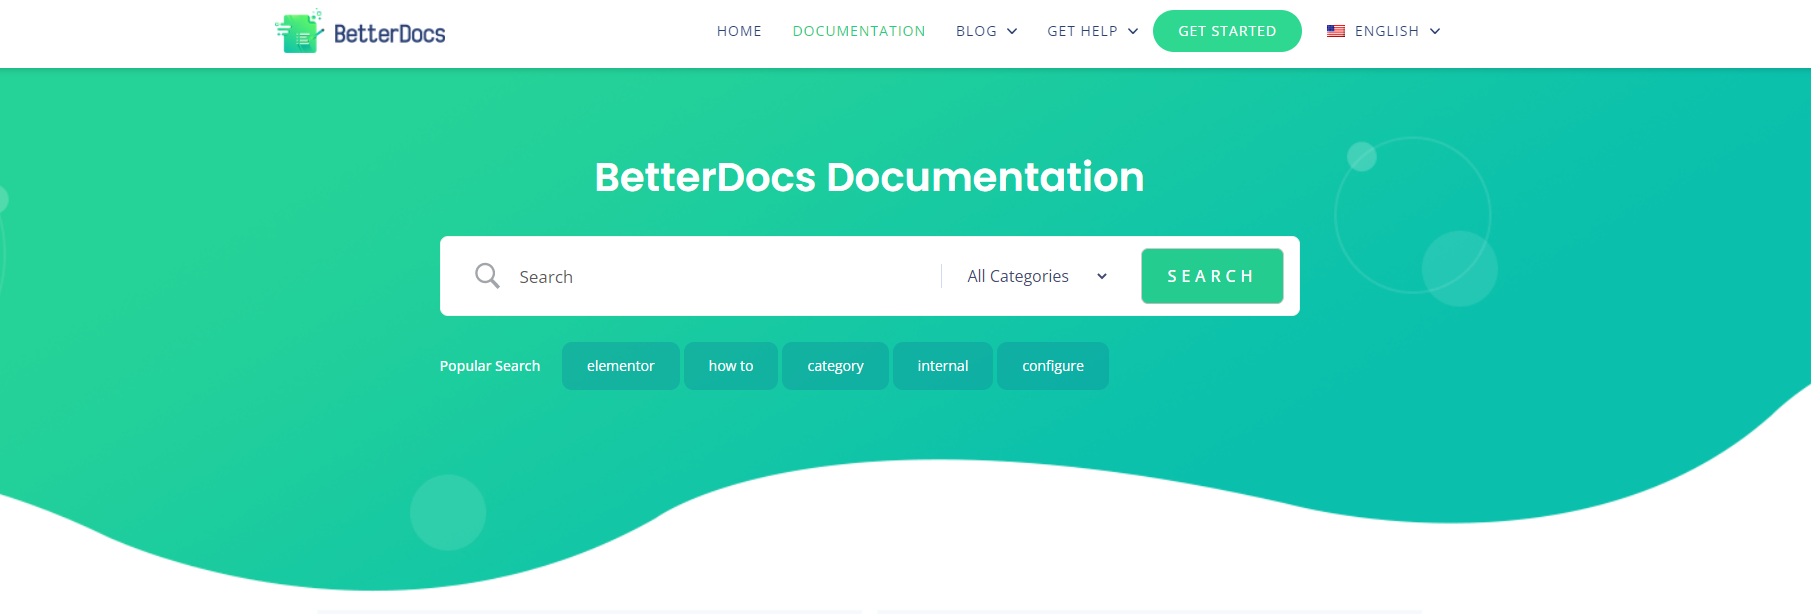 BetterDocs
HOME DOCUMENTATION BLOG GET HELP GET STARTED ENGLISH
BetterDocs Documentation
Search All Categories SEARCH
Popular Search elementor how to category internal configure